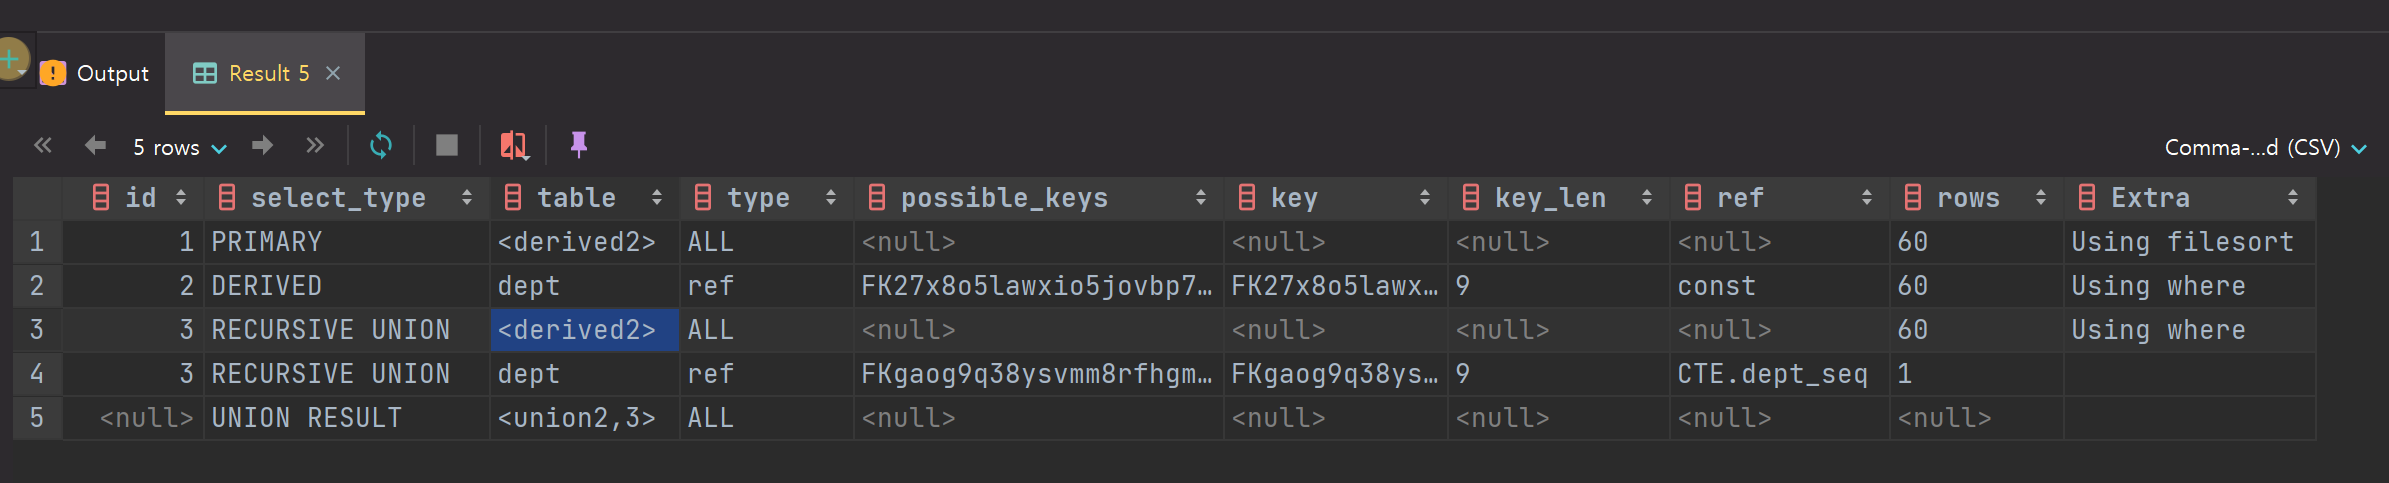 Output Result 5
5 rows Comma-...d (CSV)
id select_type table type possible_keys key key_len ref rows Extra
1 1 PRIMARY <derived2> ALL <null> <null> <null> <null> 60 Using filesort
2 2 DERIVED dept ref FK27x8o5lawxio5jovbp7… FK27x8o5lawx… 9 const 60 Using where
3 3 RECURSIVE UNION <derived2> ALL <null> <null> <null> <null> 60 Using where
4 3 RECURSIVE UNION dept ref FKgaog9q38ysvmm8rfhgm… FKgaog9q38ys… 9 CTE.dept_seq 1
5 <null> UNION RESULT <union2,3> ALL <null> <null> <null> <null> <null>